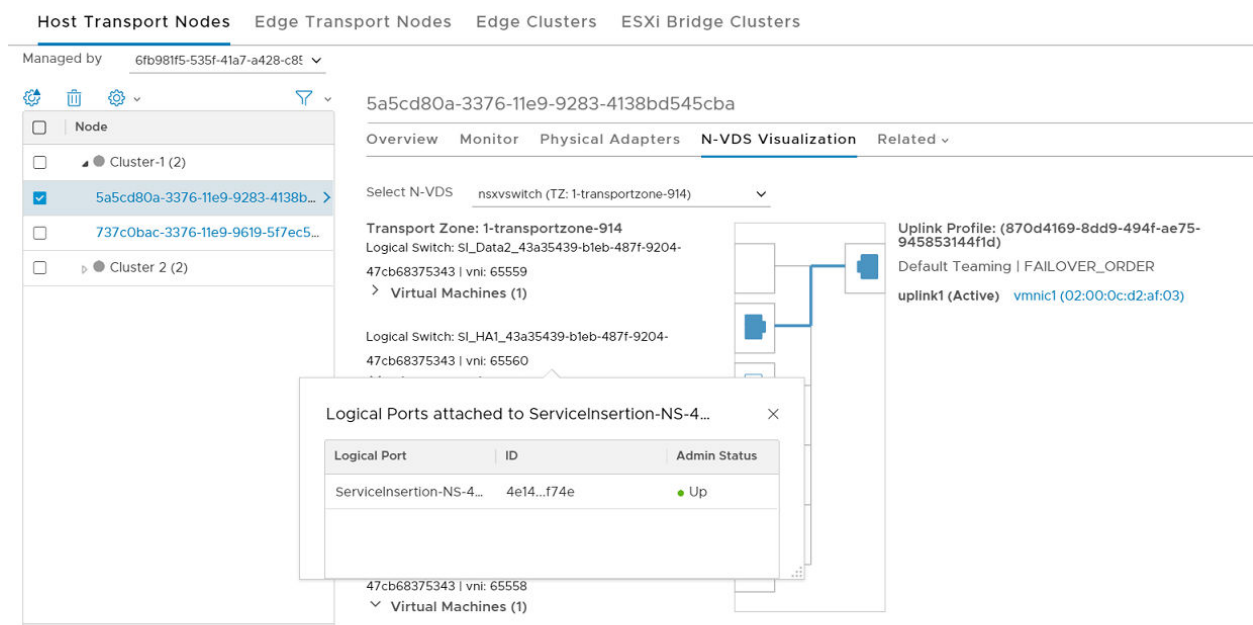 Host Transport Nodes Edge Transport Nodes Edge Clusters ESXi Bridge Clusters
Managed by 6fb981f5-535f-41a7-a428-c85
Node
Cluster-1 (2)
5a5cd80a-3376-11e9-9283-4138b...
737c0bac-3376-11e9-9619-5f7ec5...
Cluster 2 (2)
5a5cd80a-3376-11e9-9283-4138bd545cba
Overview Monitor Physical Adapters N-VDS Visualization Related
Select N-VDS nsxvswitch (TZ: 1-transportzone-914)
Transport Zone: 1-transportzone-914
Logical Switch: SI_Data2_43a35439-b1eb-487f-9204-
47cb68375343 | vni: 65559
Virtual Machines (1)
Logical Switch: SI_HA1_43a35439-b1eb-487f-9204-
47cb68375343 | vni: 65560
Uplink Profile: (870d4169-8dd9-494f-ae75-
945853144f1d)
Default Teaming | FAILOVER_ORDER
uplink1 (Active) vmnic1 (02:00:0c:d2:af:03)
Logical Ports attached to ServiceInsertion-NS-4...
Logical Port ID Admin Status
ServiceInsertion-NS-4... 4e14...f74e Up
47cb68375343 | vni: 65558
Virtual Machines (1)